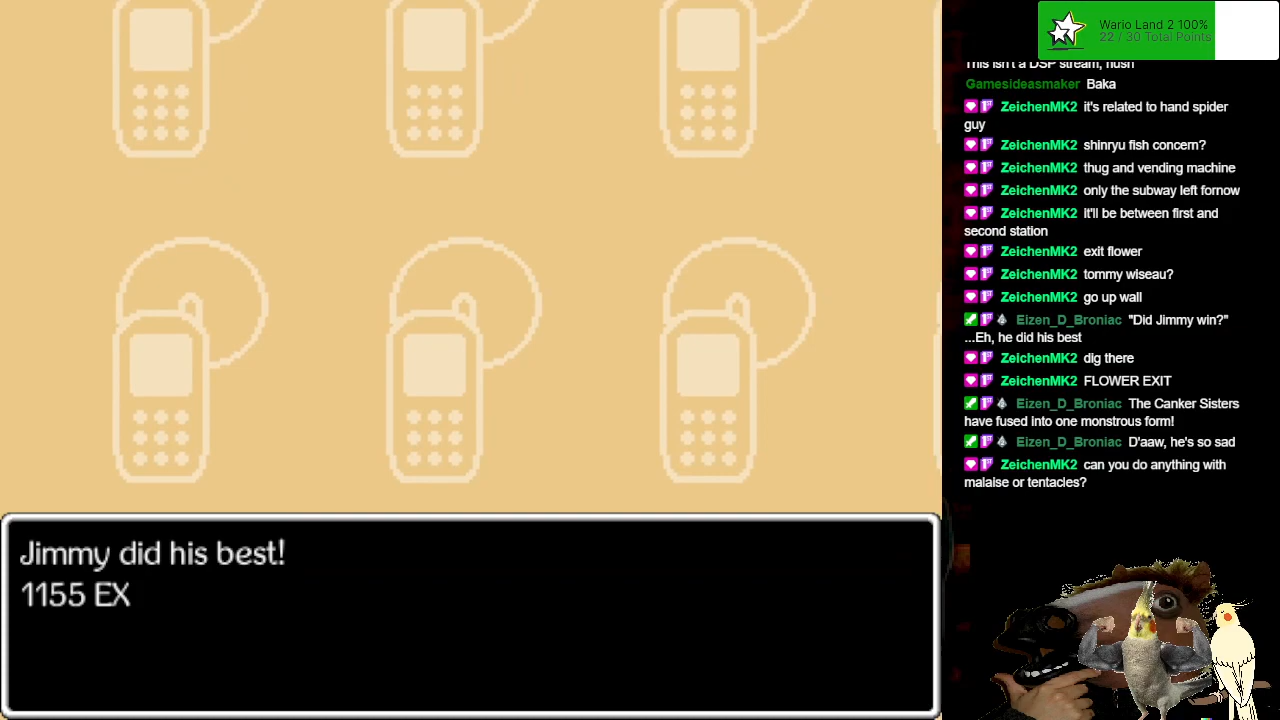 Wario Land 2 100%
22 / 30 Total Points
This isn't a DSP stream, hush
Gamesideasmaker Baka
ZeichenMK2 it's related to hand spider
guy
ZeichenMK2 shinryu fish concern?
ZeichenMK2 thug and vending machine
ZeichenMK2 only the subway left fornow
ZeichenMK2 it'll be between first and
second station
ZeichenMK2 exit flower
ZeichenMK2 tommy wiseau?
ZeichenMK2 go up wall
Eizen_D_Broniac "Did Jimmy win?"
...Eh, he did his best
ZeichenMK2 dig there
ZeichenMK2 FLOWER EXIT
Eizen_D_Broniac The Canker Sisters
have fused into one monstrous form!
Eizen_D_Broniac D'aaw, he's so sad
ZeichenMK2 can you do anything with
malaise or tentacles?
Jimmy did his best!
1155 EX